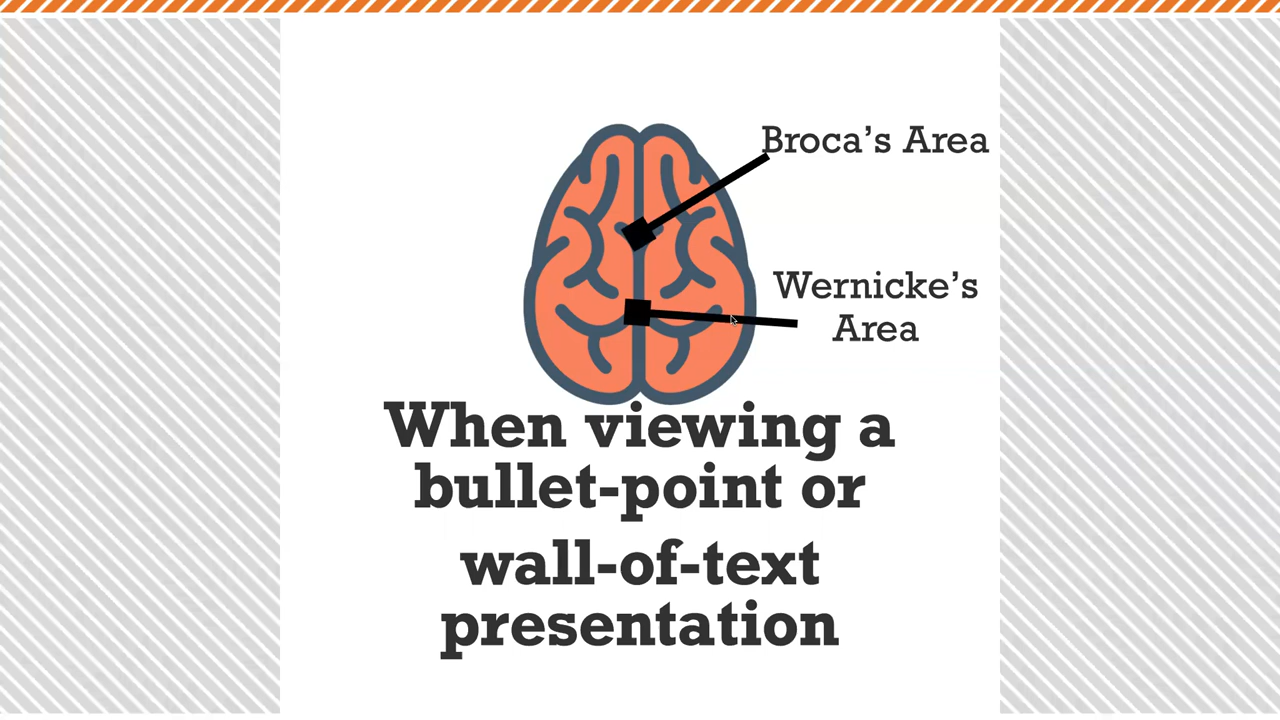 Broca’s Area
Wernicke’s
Area
When viewing a
bullet-point or
wall-of-text
presentation